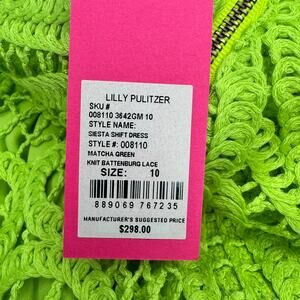 LILLY PULITZER
SKU #
008110 3642GM 10
STYLE NAME:
SIESTA SHIFT DRESS
STYLE #: 008110
MATCHA GREEN
KNIT BATTENBURG LACE
SIZE: 10
889069 767235
MANUFACTURER'S SUGGESTED PRICE
$298.00